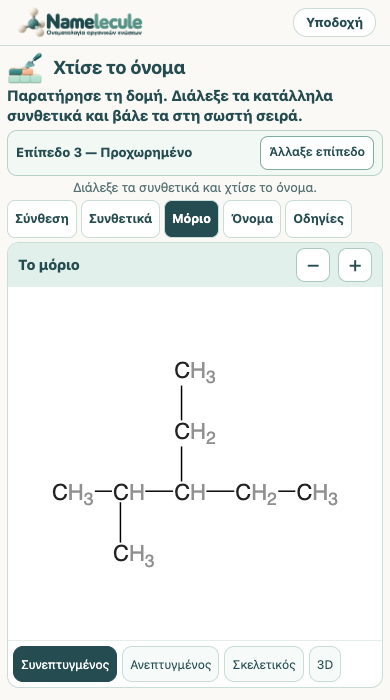 Namelecule
Ονοματολογία οργανικών ενώσεων
Υποδοχή
Χτίσε το όνομα
Παρατήρησε τη δομή. Διάλεξε τα κατάλληλα
συνθετικά και βάλε τα στη σωστή σειρά.
Επίπεδο 3 — Προχωρημένο
Άλλαξε επίπεδο
Διάλεξε τα συνθετικά και χτίσε το όνομα.
Σύνθεση Συνθετικά Μόριο Όνομα Οδηγίες
Το μόριο
− +
CH3
CH2
CH3—CH—CH—CH2—CH3
CH3
Συνεπτυγμένος Ανεπτυγμένος Σκελετικός 3D